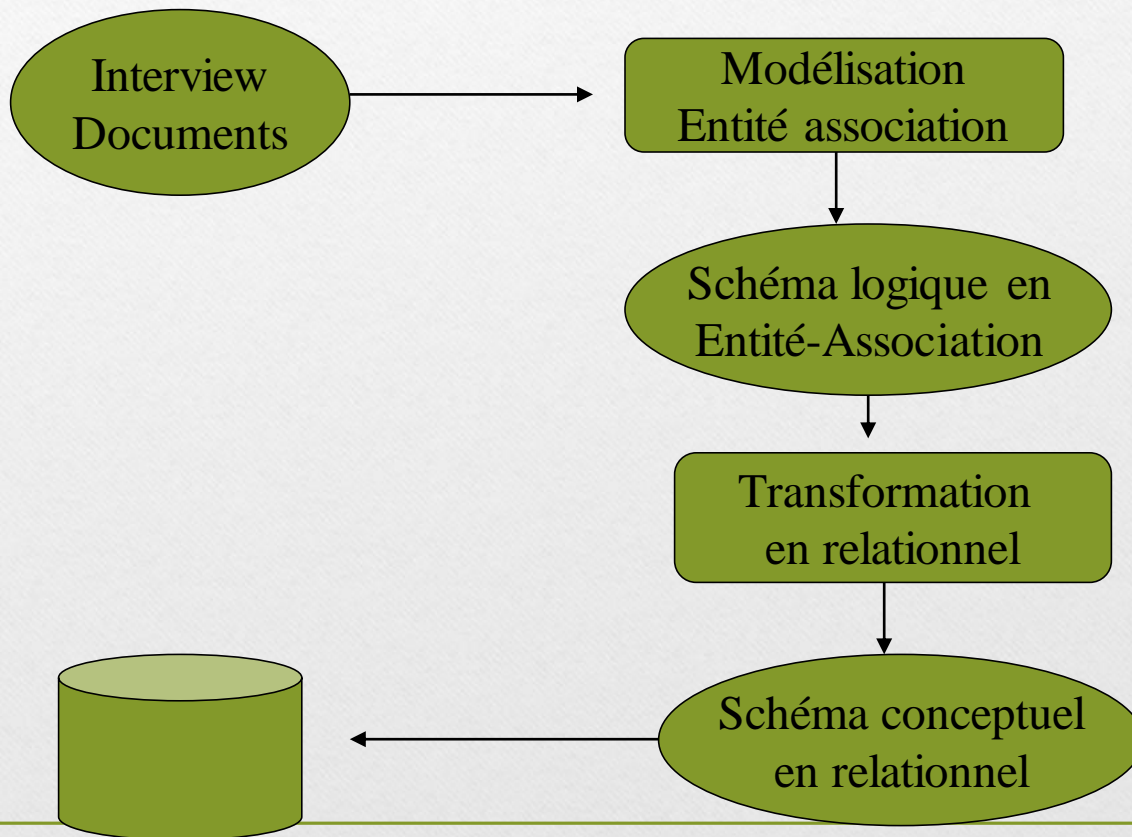 Interview
Documents
Modélisation
Entité association
Schéma logique en
Entité-Association
Transformation
en relationnel
Schéma conceptuel
en relationnel